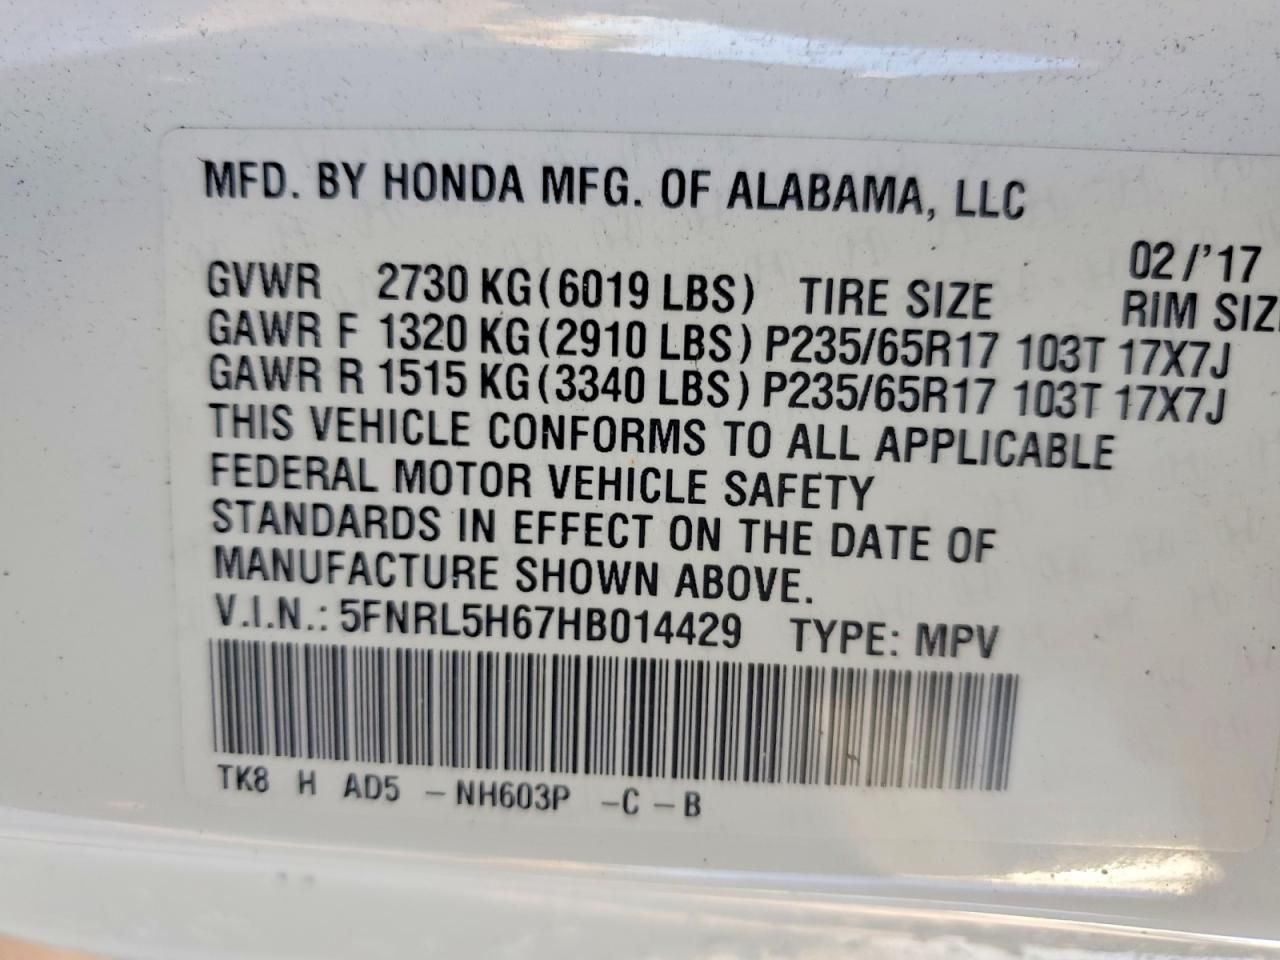 MFD. BY HONDA MFG. OF ALABAMA, LLC
02/'17
GVWR 2730 KG(6019 LBS) TIRE SIZE RIM SIZ
GAWR F 1320 KG(2910 LBS) P235/65R17 103T 17X7J
GAWR R 1515 KG(3340 LBS) P235/65R17 103T 17X7J
THIS VEHICLE CONFORMS TO ALL APPLICABLE
FEDERAL MOTOR VEHICLE SAFETY
STANDARDS IN EFFECT ON THE DATE OF
MANUFACTURE SHOWN ABOVE.
V.I.N.: 5FNRL5H67HB014429 TYPE: MPV
TK8 H AD5 -NH603P -C-B